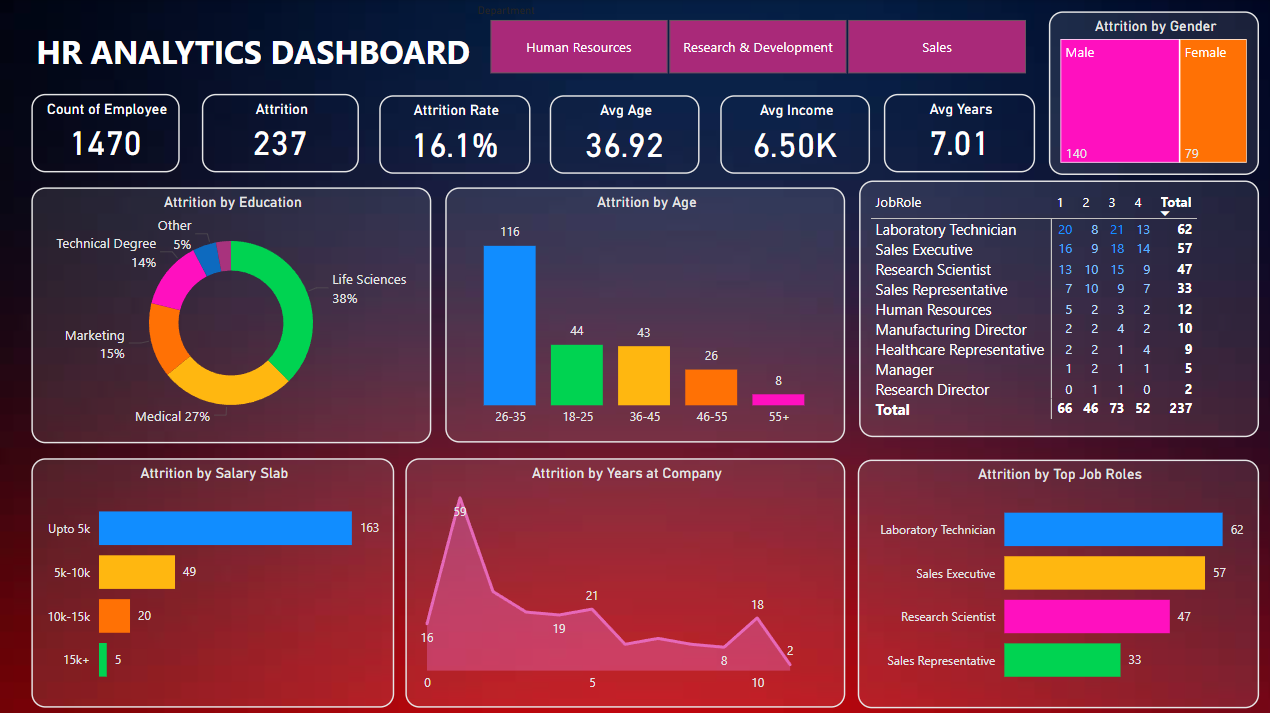 Department
HR ANALYTICS DASHBOARD
Human Resources
Research & Development
Sales
Attrition by Gender
Male
Female
140
79
Count of Employee
1470
Attrition
237
Attrition Rate
16.1%
Avg Age
36.92
Avg Income
6.50K
Avg Years
7.01
Attrition by Education
Other
5%
Technical Degree
14%
Life Sciences
38%
Marketing
15%
Medical 27%
Attrition by Age
116
44
43
26
8
26-35 18-25 36-45 46-55 55+
JobRole 1 2 3 4 Total
Laboratory Technician 20 8 21 13 62
Sales Executive 16 9 18 14 57
Research Scientist 13 10 15 9 47
Sales Representative 7 10 9 7 33
Human Resources 5 2 3 2 12
Manufacturing Director 2 2 4 2 10
Healthcare Representative 2 2 1 4 9
Manager 1 2 1 1 5
Research Director 0 1 1 0 2
Total 66 46 73 52 237
Attrition by Salary Slab
Upto 5k 163
5k-10k 49
10k-15k 20
15k+ 5
Attrition by Years at Company
59
16
19
21
8
18
2
0 5 10
Attrition by Top Job Roles
Laboratory Technician 62
Sales Executive 57
Research Scientist 47
Sales Representative 33